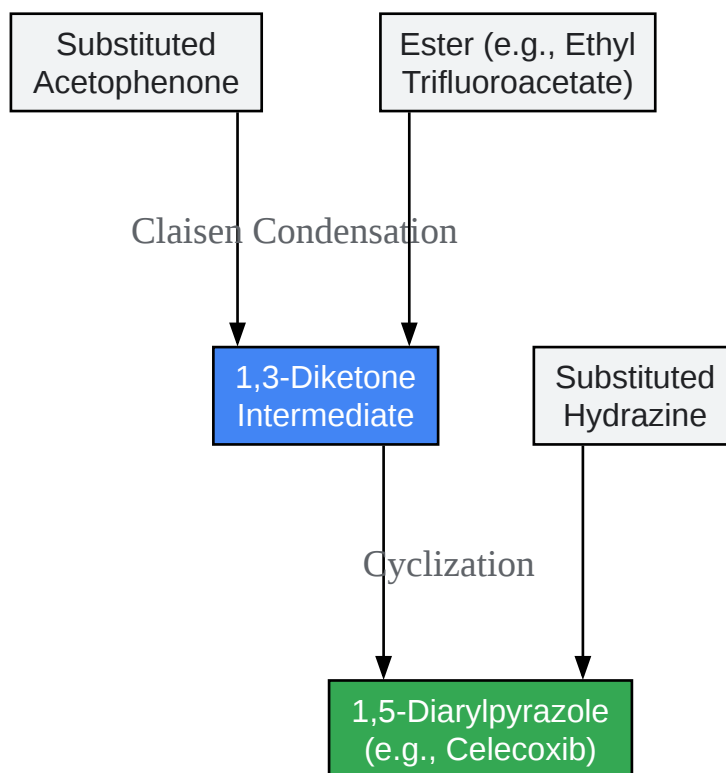 Substituted
Acetophenone
Ester (e.g., Ethyl
Trifluoroacetate)
Claisen Condensation
1,3-Diketone
Intermediate
Substituted
Hydrazine
Cyclization
1,5-Diarylpyrazole
(e.g., Celecoxib)